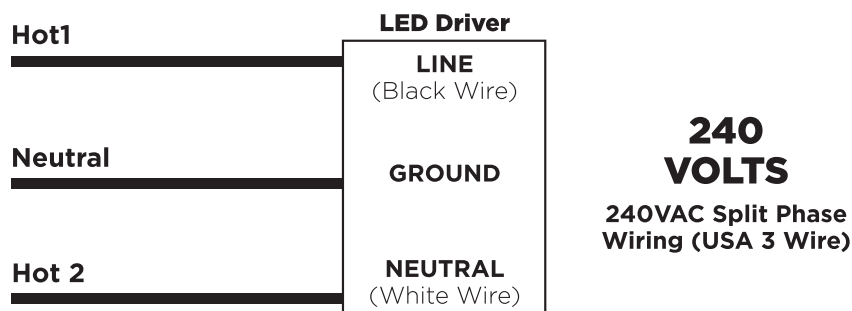 LED Driver
Hot1
LINE
(Black Wire)
Neutral
GROUND
Hot 2
NEUTRAL
(White Wire)
240
VOLTS
240VAC Split Phase
Wiring (USA 3 Wire)